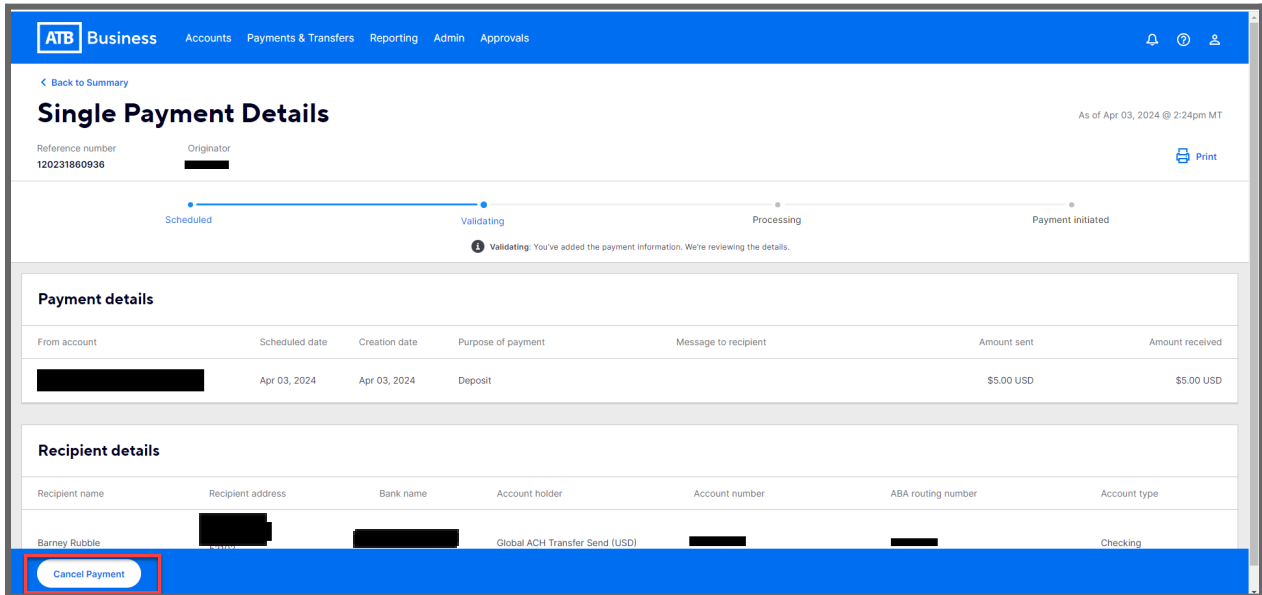 ATB Business Accounts Payments & Transfers Reporting Admin Approvals
Back to Summary
Single Payment Details
As of Apr 03, 2024 @ 2:24pm MT
Reference number Originator
120231860936
Print
Scheduled Validating Processing Payment initiated
Validating: You've added the payment information. We're reviewing the details.
Payment details
From account Scheduled date Creation date Purpose of payment Message to recipient Amount sent Amount received
Apr 03, 2024 Apr 03, 2024 Deposit $5.00 USD $5.00 USD
Recipient details
Recipient name Recipient address Bank name Account holder Account number ABA routing number Account type
Barney Rubble Global ACH Transfer Send (USD) Checking
Cancel Payment